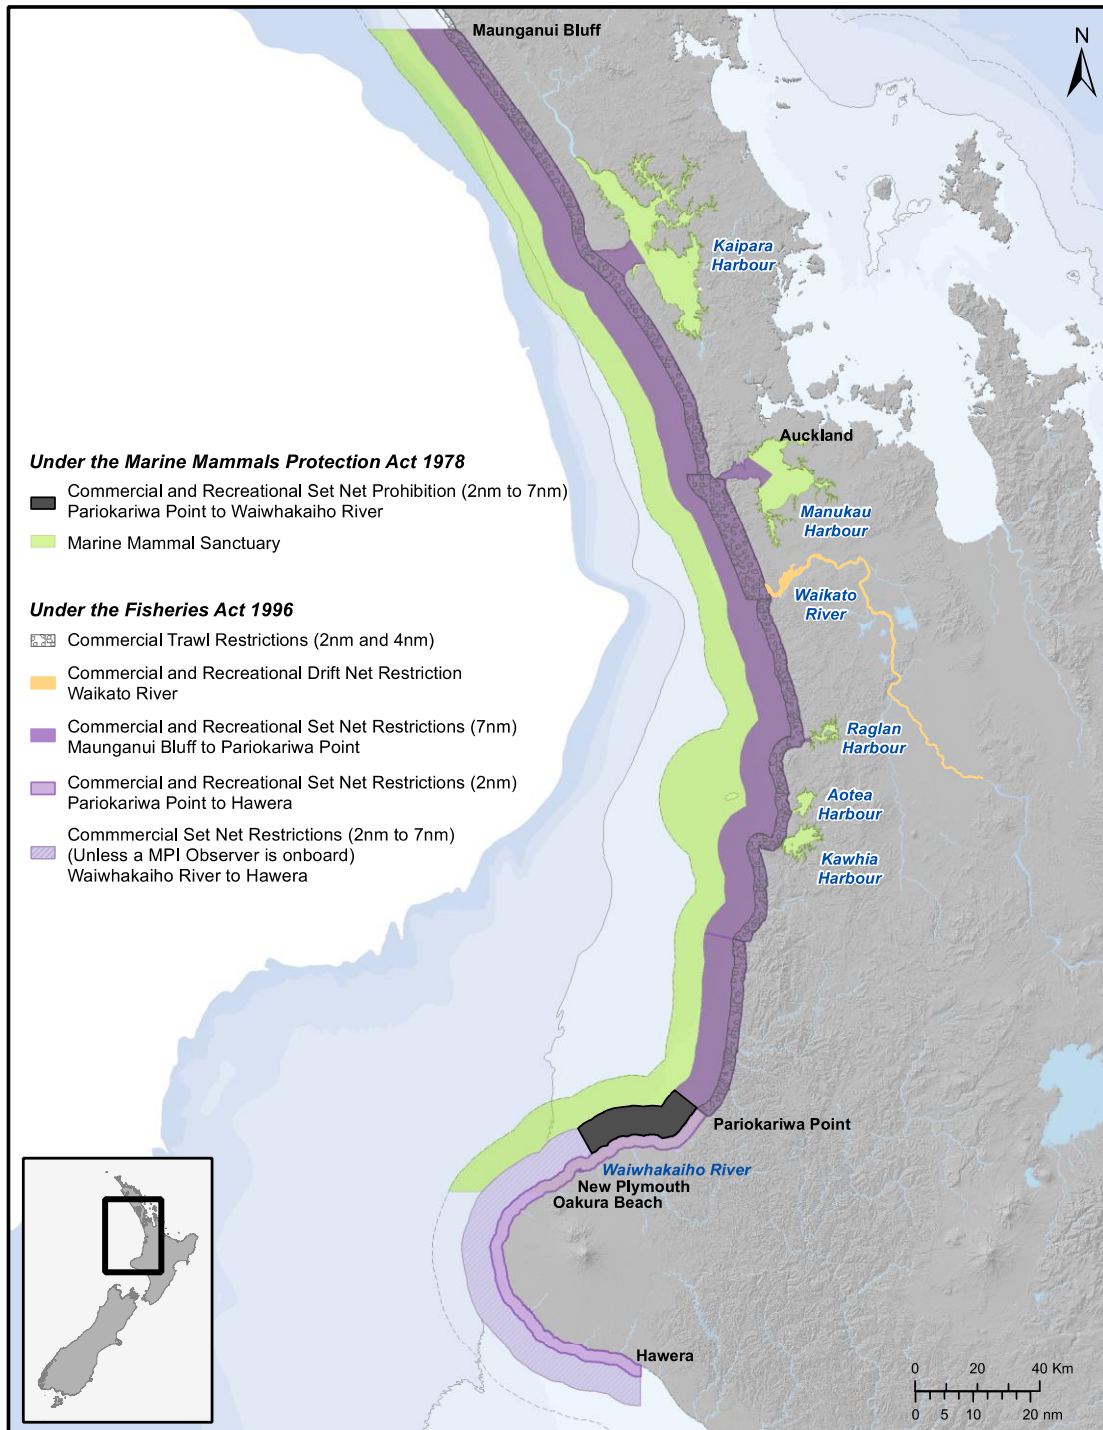 Maunganui Bluff
N
Kaipara
Harbour
Auckland
Under the Marine Mammals Protection Act 1978
Commercial and Recreational Set Net Prohibition (2nm to 7nm)
Pariokariwa Point to Waiwhakaiho River
Marine Mammal Sanctuary
Manukau
Harbour
Waikato
River
Under the Fisheries Act 1996
Commercial Trawl Restrictions (2nm and 4nm)
Commercial and Recreational Drift Net Restriction
Waikato River
Commercial and Recreational Set Net Restrictions (7nm)
Maunganui Bluff to Pariokariwa Point
Commercial and Recreational Set Net Restrictions (2nm)
Pariokariwa Point to Hawera
Commmercial Set Net Restrictions (2nm to 7nm)
(Unless a MPI Observer is onboard)
Waiwhakaiho River to Hawera
Raglan
Harbour
Aotea
Harbour
Kawhia
Harbour
Pariokariwa Point
Waiwhakaiho River
New Plymouth
Oakura Beach
Hawera
0 20 40 Km
0 5 10 20 nm